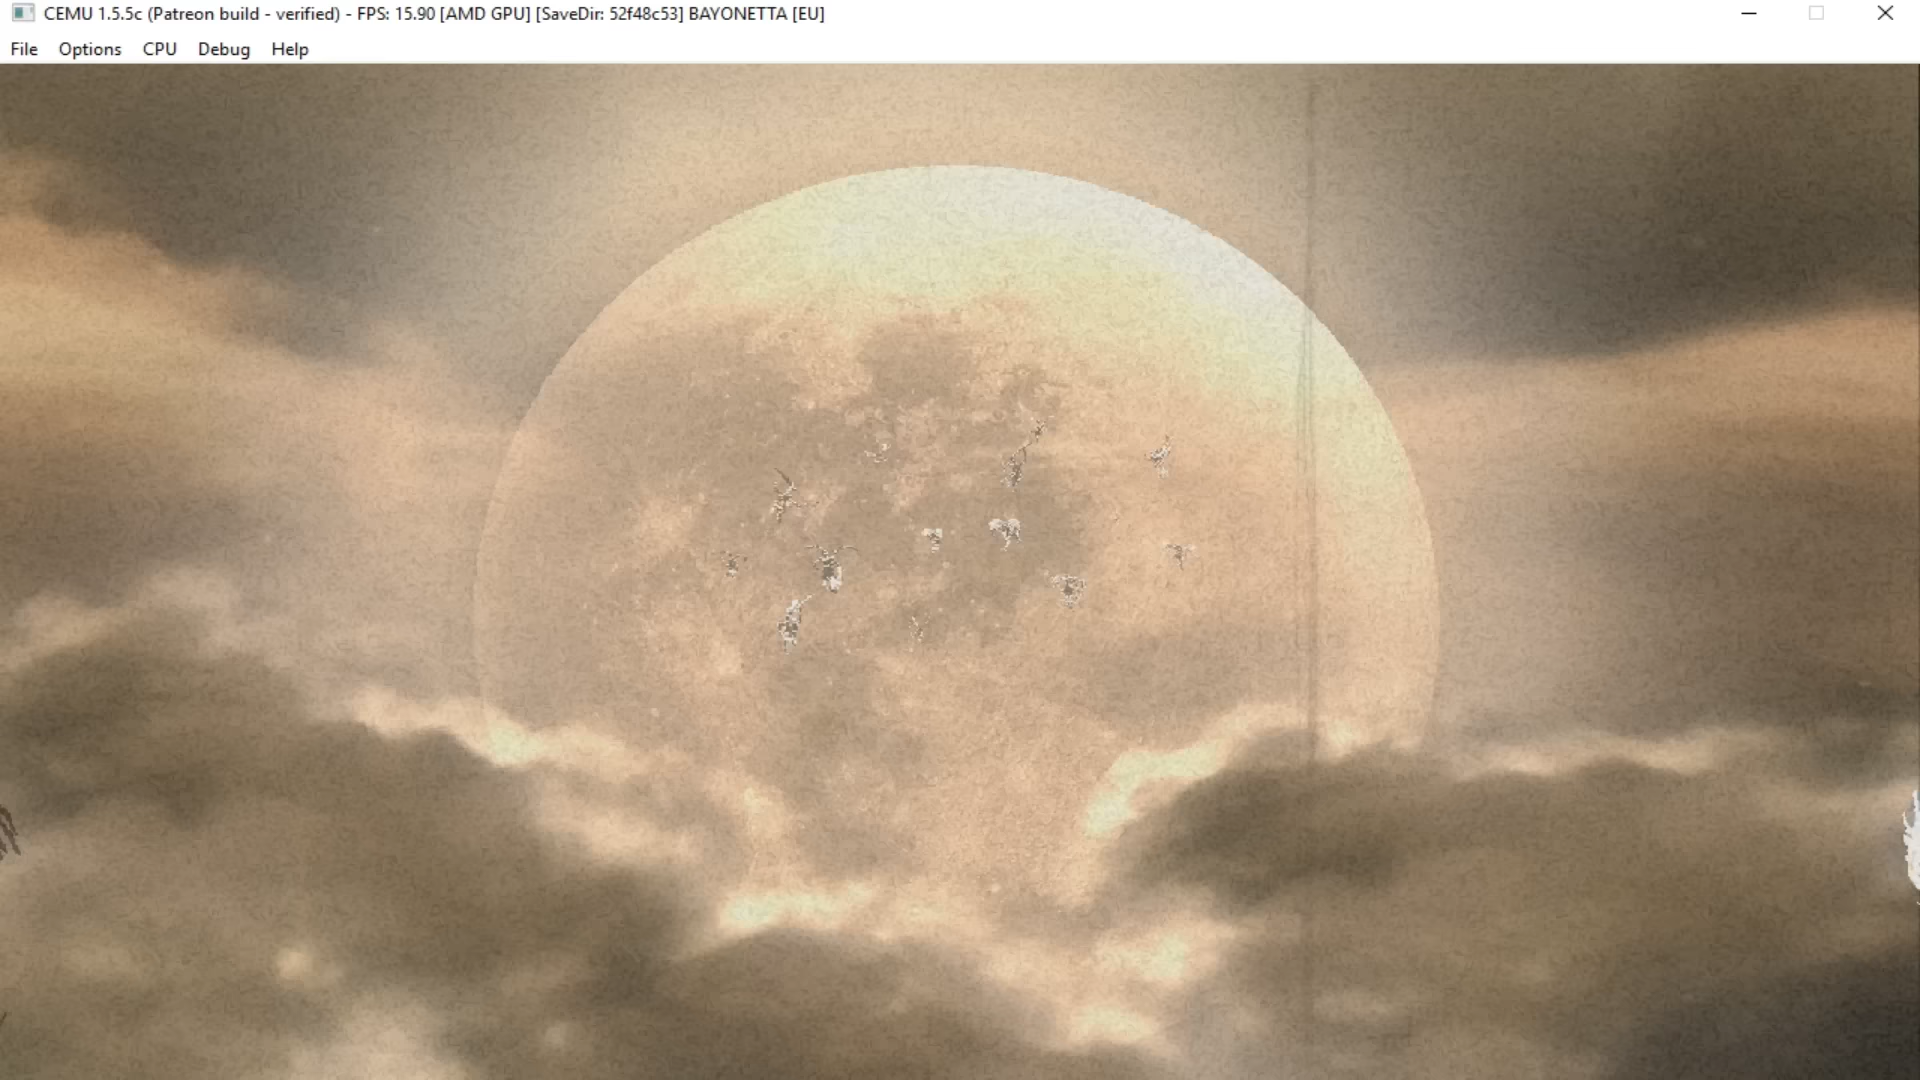 CEMU 1.5.5c (Patreon build - verified) - FPS: 15.90 [AMD GPU] [SaveDir: 52f48c53] BAYONETTA [EU]
File Options CPU Debug Help